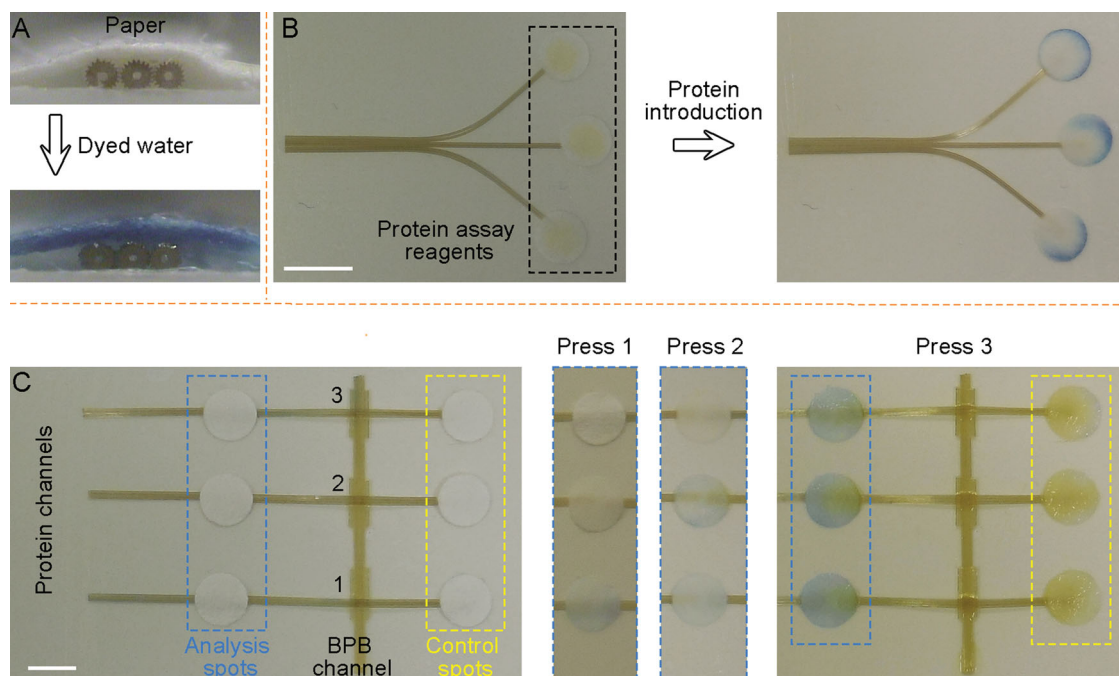 A
Paper
Dyed water
B
Protein assay
reagents
Protein
introduction
C
Protein channels
3
2
1
Analysis
spots
BPB
channel
Control
spots
Press 1
Press 2
Press 3